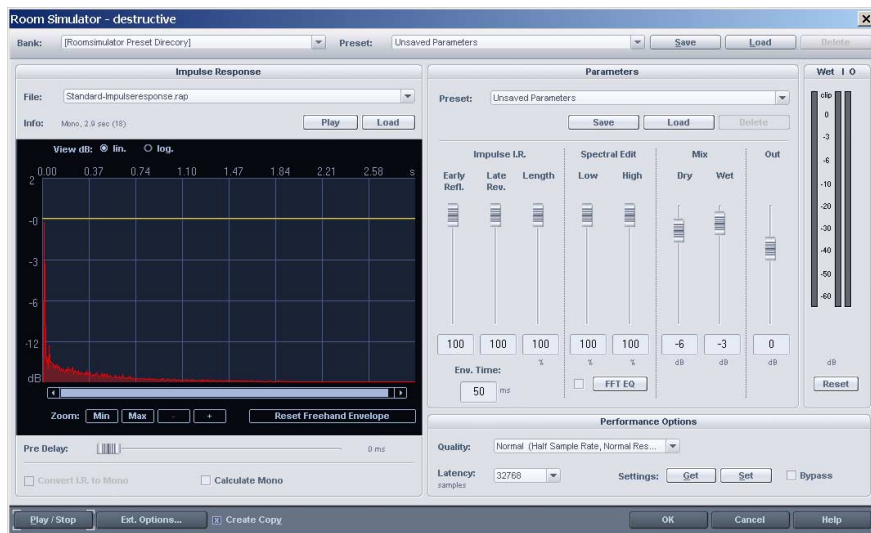 Room Simulator - destructive
Bank: [Roomsimulator Preset Direcory] Preset: Unsaved Parameters Save Load Delete
Impulse Response
File: Standard-Impulseresponse.rap
Info: Mono, 2.9 sec (18) Play Load
View dB: lin. log.
0.00 0.37 0.74 1.10 1.47 1.84 2.21 2.58 s
2
-0
-3
-6
-12
dB
Zoom: Min Max - + Reset Freehand Envelope
Pre Delay: 0 ms
Convert I.R. to Mono Calculate Mono
Parameters
Preset: Unsaved Parameters
Save Load Delete
Impulse I.R. Spectral Edit Mix Out
Early Refl. Late Rev. Length Low High Dry Wet
100 100 100 100 100 -6 -3 0
% % % dB dB dB
Env. Time:
50 ms FFT EQ
Performance Options
Quality: Normal (Half Sample Rate, Normal Res...
Latency: 32768 Settings: Get Set Bypass
samples
Wet I O
clip
0
-3
-6
-10
-20
-30
-40
-50
-60
dB
Reset
Play / Stop Ext. Options... x Create Copy OK Cancel Help